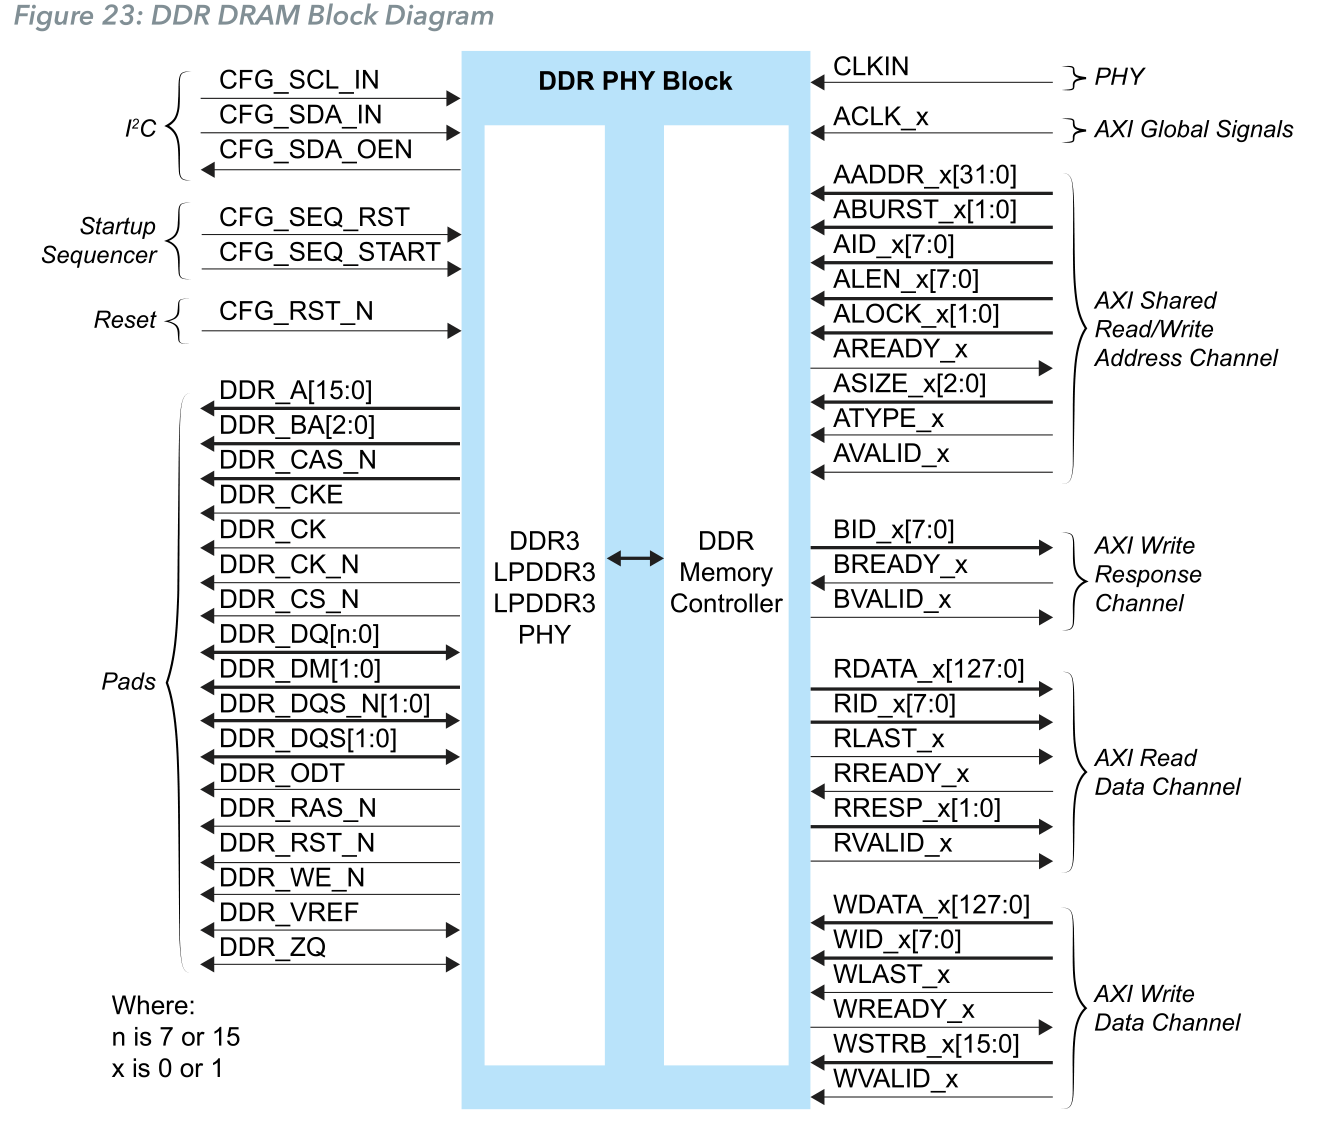 Figure 23: DDR DRAM Block Diagram
I²C
CFG_SCL_IN
CFG_SDA_IN
CFG_SDA_OEN
Startup
Sequencer
CFG_SEQ_RST
CFG_SEQ_START
Reset
CFG_RST_N
Pads
DDR_A[15:0]
DDR_BA[2:0]
DDR_CAS_N
DDR_CKE
DDR_CK
DDR_CK_N
DDR_CS_N
DDR_DQ[n:0]
DDR_DM[1:0]
DDR_DQS_N[1:0]
DDR_DQS[1:0]
DDR_ODT
DDR_RAS_N
DDR_RST_N
DDR_WE_N
DDR_VREF
DDR_ZQ
Where:
n is 7 or 15
x is 0 or 1
DDR PHY Block
DDR3
LPDDR3
LPDDR3
PHY
DDR
Memory
Controller
CLKIN
PHY
ACLK_x
AXI Global Signals
AADDR_x[31:0]
ABURST_x[1:0]
AID_x[7:0]
ALEN_x[7:0]
ALOCK_x[1:0]
AREADY_x
ASIZE_x[2:0]
ATYPE_x
AVALID_x
AXI Shared
Read/Write
Address Channel
BID_x[7:0]
BREADY_x
BVALID_x
AXI Write
Response
Channel
RDATA_x[127:0]
RID_x[7:0]
RLAST_x
RREADY_x
RRESP_x[1:0]
RVALID_x
AXI Read
Data Channel
WDATA_x[127:0]
WID_x[7:0]
WLAST_x
WREADY_x
WSTRB_x[15:0]
WVALID_x
AXI Write
Data Channel